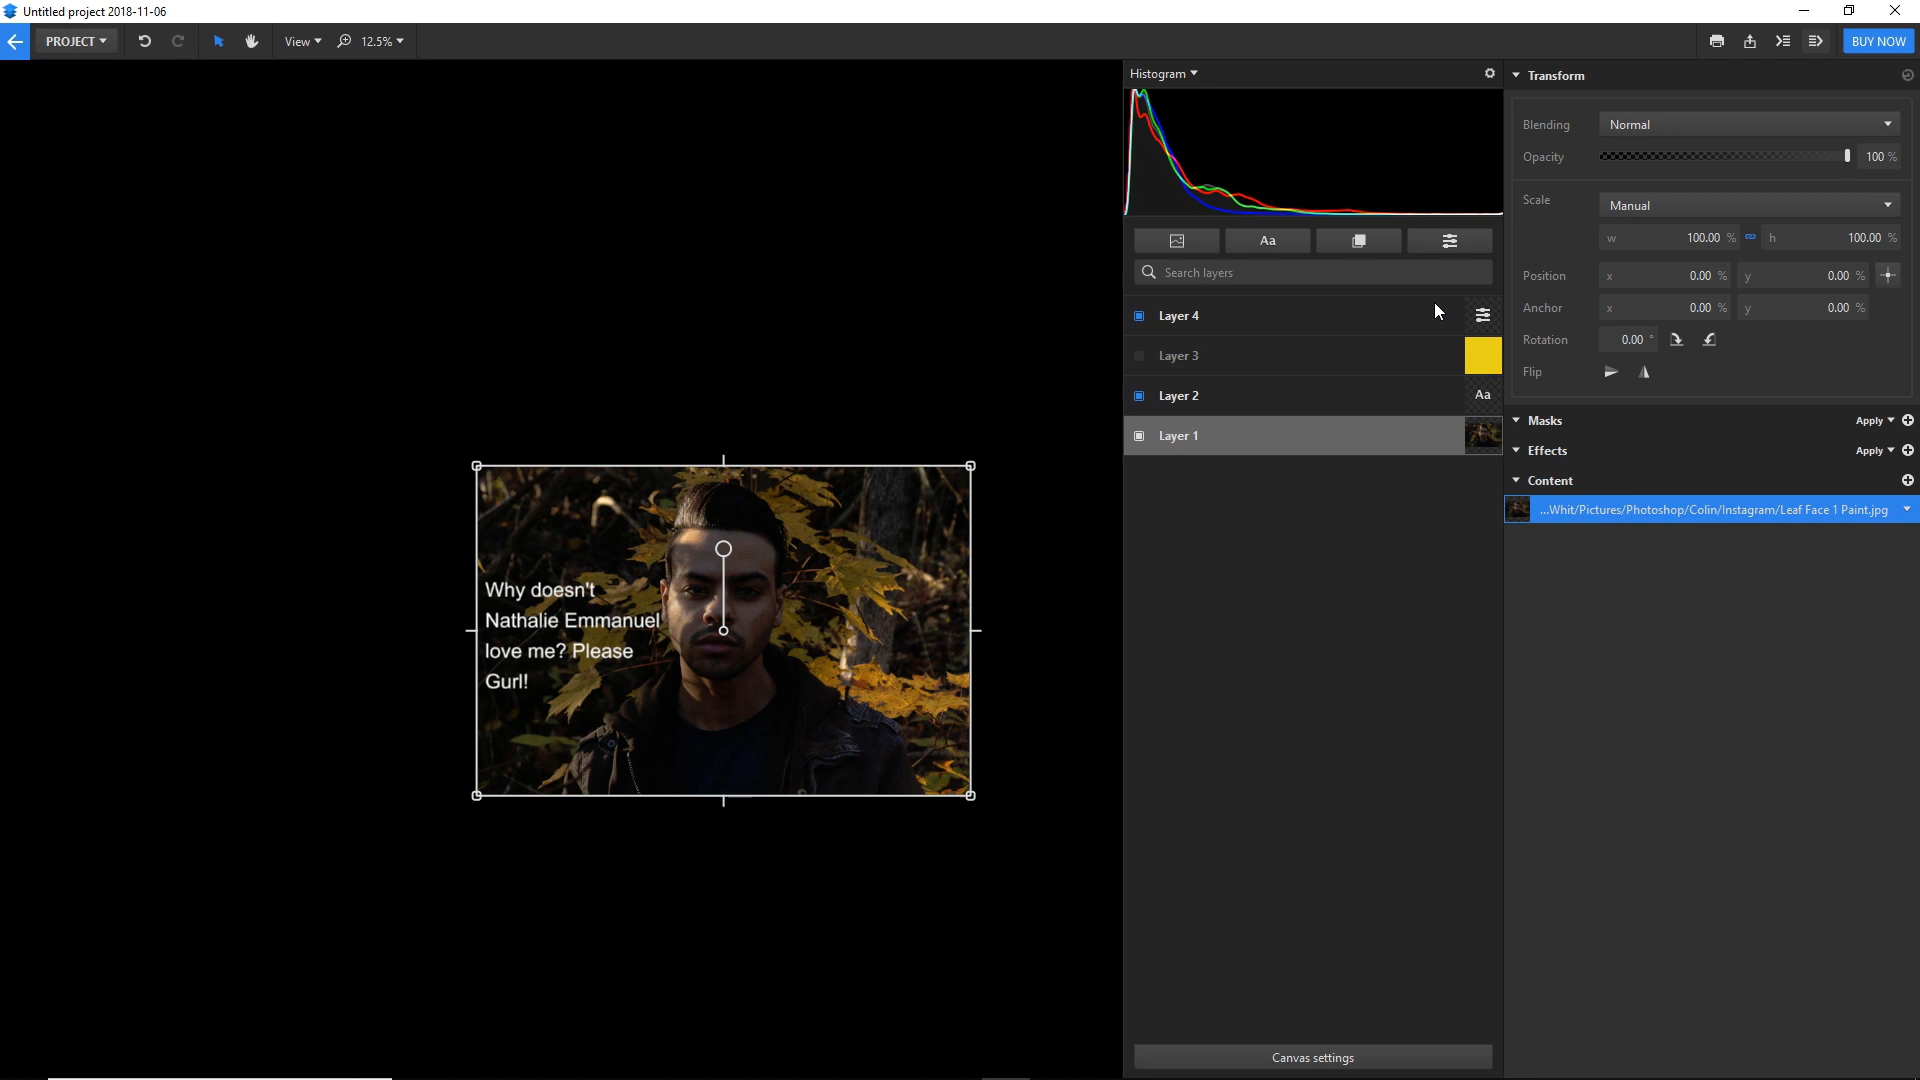 Untitled project 2018-11-06
PROJECT
View
12.5%
BUY NOW
Histogram
Transform
Blending
Normal
Opacity
100 %
Scale
Manual
w 100.00 % h 100.00 %
Aa
Search layers
Position x 0.00 % y 0.00 %
Layer 4
Anchor x 0.00 % y 0.00 %
Rotation 0.00 °
Layer 3
Flip
Layer 2
Aa
Masks
Apply
Layer 1
Effects
Apply
Content
...Whit/Pictures/Photoshop/Colin/Instagram/Leaf Face 1 Paint.jpg
Why doesn't
Nathalie Emmanuel
love me? Please
Gurl!
Canvas settings